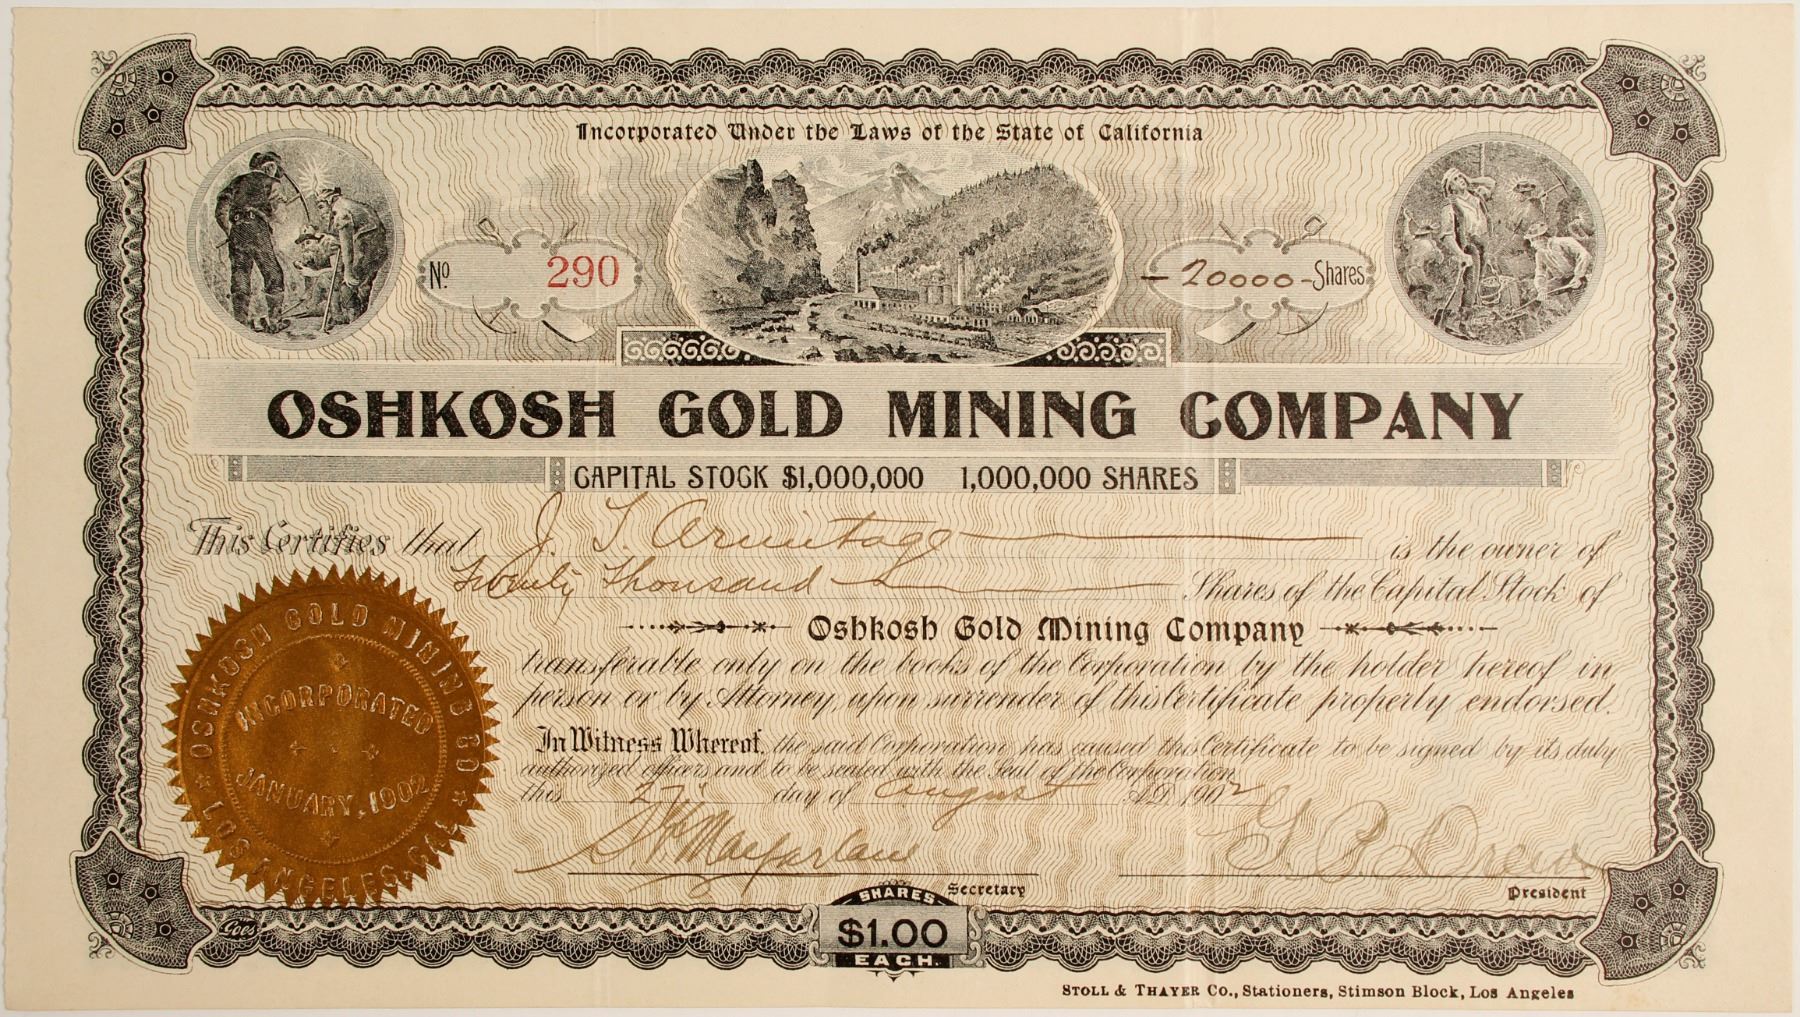 Incorporated Under the Laws of the State of California
No. 290
-20000- Shares
OSHKOSH GOLD MINING COMPANY
CAPITAL STOCK $1,000,000 1,000,000 SHARES
This Certifies that J. T. Armitage is the owner of
Twenty Thousand Shares of the Capital Stock of
Oshkosh Gold Mining Company
transferable only on the books of the Corporation by the holder hereof in
person or by Attorney, upon surrender of this Certificate properly endorsed.
In Witness Whereof, the said Corporation has caused this Certificate to be signed by its duly
authorized officers and to be sealed with the Seal of the Corporation
this 27" day of August A.D. 1902
OSHKOSH GOLD MINING CO.
INCORPORATED
JANUARY, 1902
LOS ANGELES, CAL
Macfarlane
Secretary
G. C. Drew
President
Goes
SHARES
$1.00
EACH.
STOLL & THAYER CO., Stationers, Stimson Block, Los Angeles